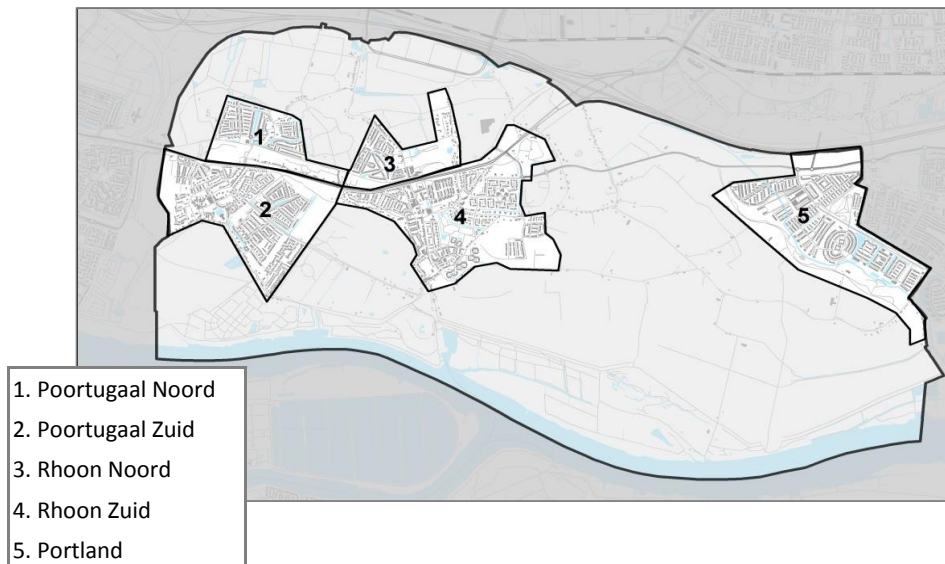 1
2
3
4
5
1. Poortugaal Noord
2. Poortugaal Zuid
3. Rhoon Noord
4. Rhoon Zuid
5. Portland